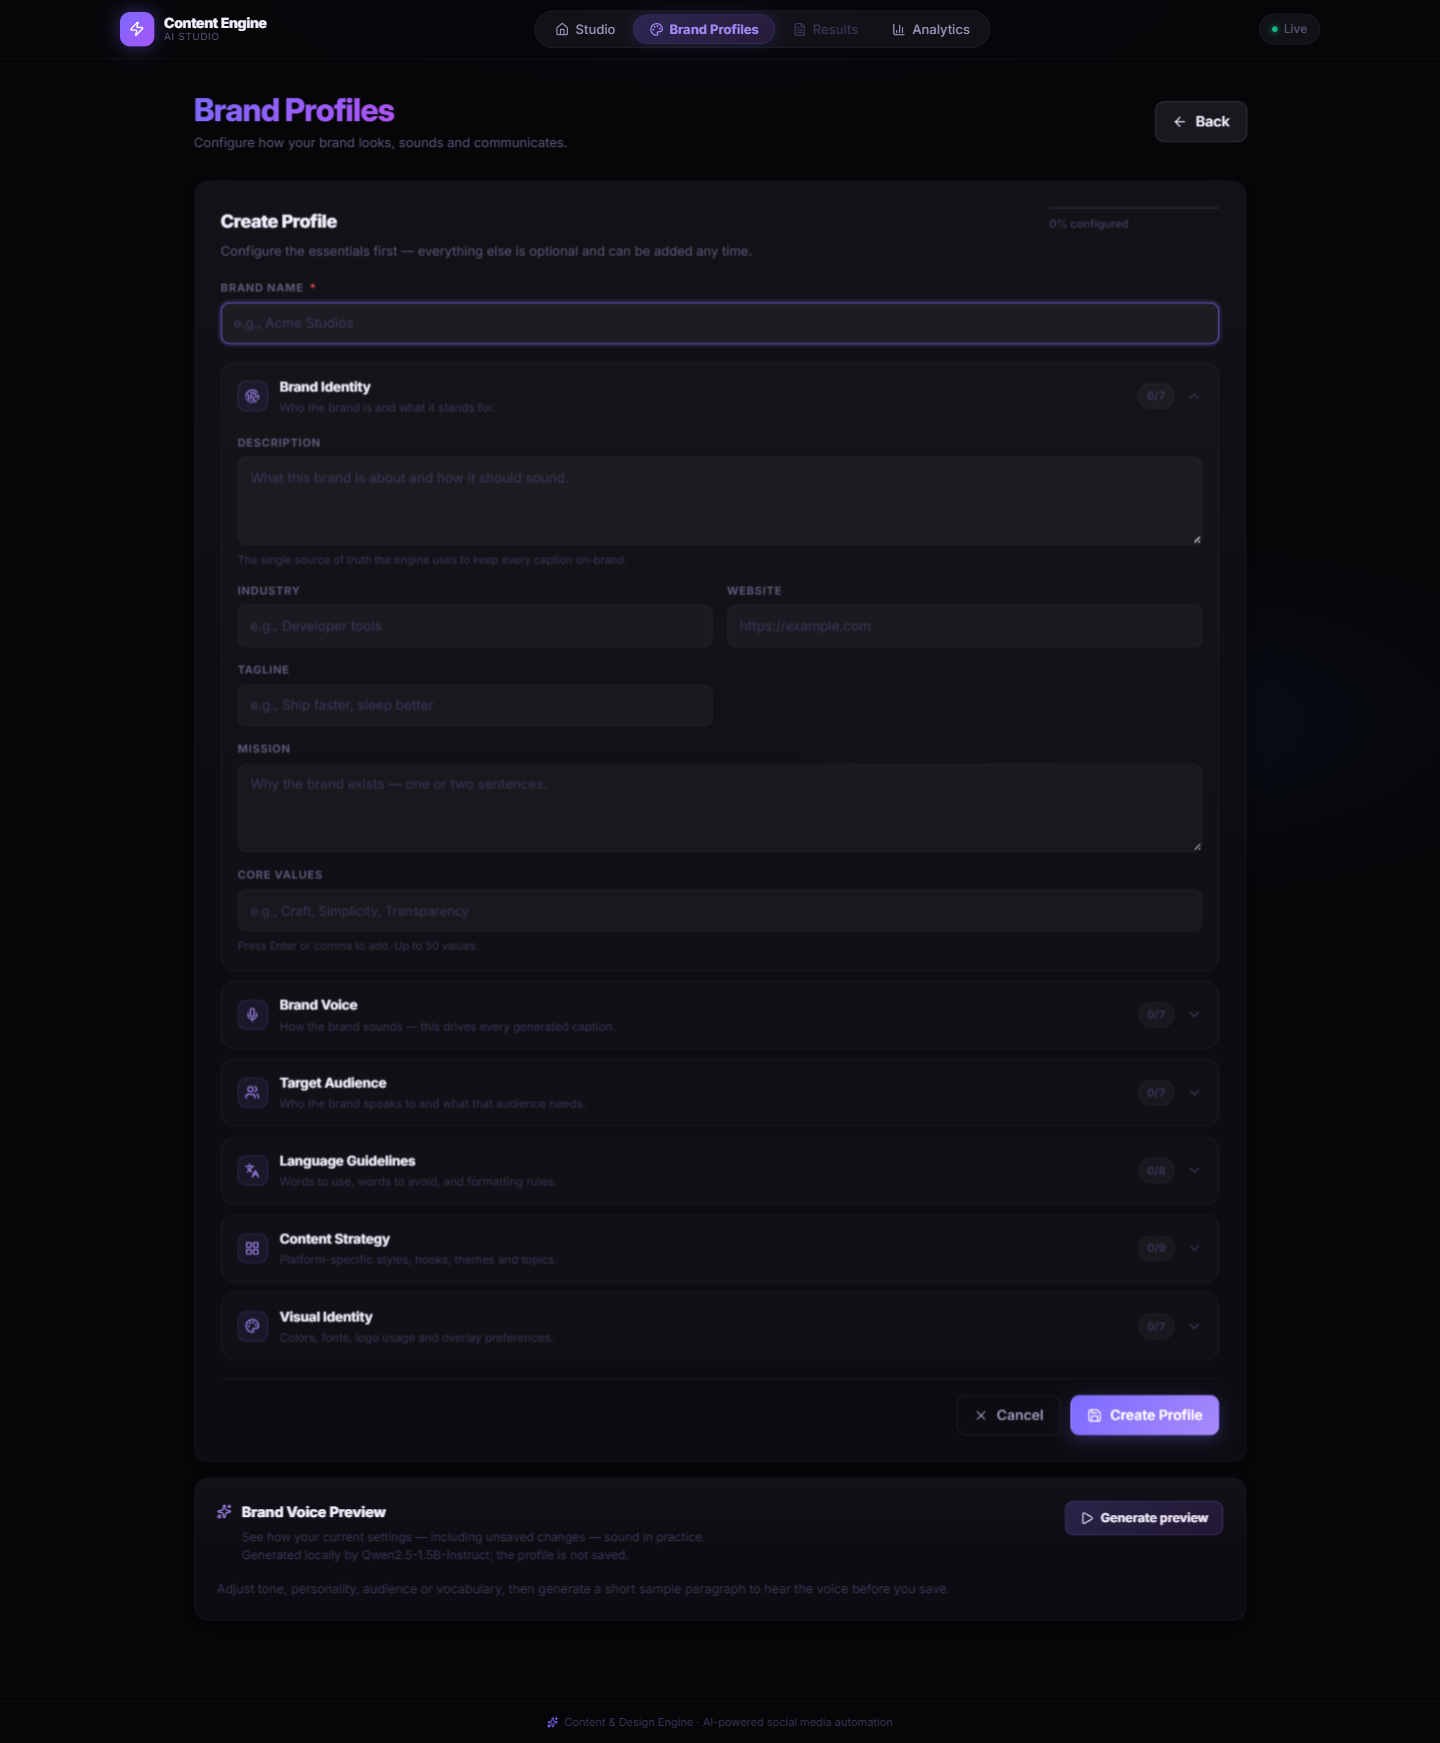 Content Engine
AI STUDIO
Studio
Brand Profiles
Results
Analytics
Live
Brand Profiles
Configure how your brand looks, sounds and communicates.
Back
Create Profile
0% configured
Configure the essentials first — everything else is optional and can be added any time.
BRAND NAME *
e.g., Acme Studios
Brand Identity
Who the brand is and what it stands for.
0/7
DESCRIPTION
What this brand is about and how it should sound.
The single source of truth the engine uses to keep every caption on-brand.
INDUSTRY
WEBSITE
e.g., Developer tools
https://example.com
TAGLINE
e.g., Ship faster, sleep better
MISSION
Why the brand exists — one or two sentences.
CORE VALUES
e.g., Craft, Simplicity, Transparency
Press Enter or comma to add. Up to 50 values.
Brand Voice
How the brand sounds — this drives every generated caption.
0/7
Target Audience
Who the brand speaks to and what that audience needs.
0/7
Language Guidelines
Words to use, words to avoid, and formatting rules.
0/8
Content Strategy
Platform-specific styles, hooks, themes and topics.
0/9
Visual Identity
Colors, fonts, logo usage and overlay preferences.
0/7
Cancel
Create Profile
Brand Voice Preview
See how your current settings — including unsaved changes — sound in practice.
Generated locally by Qwen2.5-1.5B-Instruct; the profile is not saved.
Generate preview
Adjust tone, personality, audience or vocabulary, then generate a short sample paragraph to hear the voice before you save.
Content & Design Engine · AI-powered social media automation